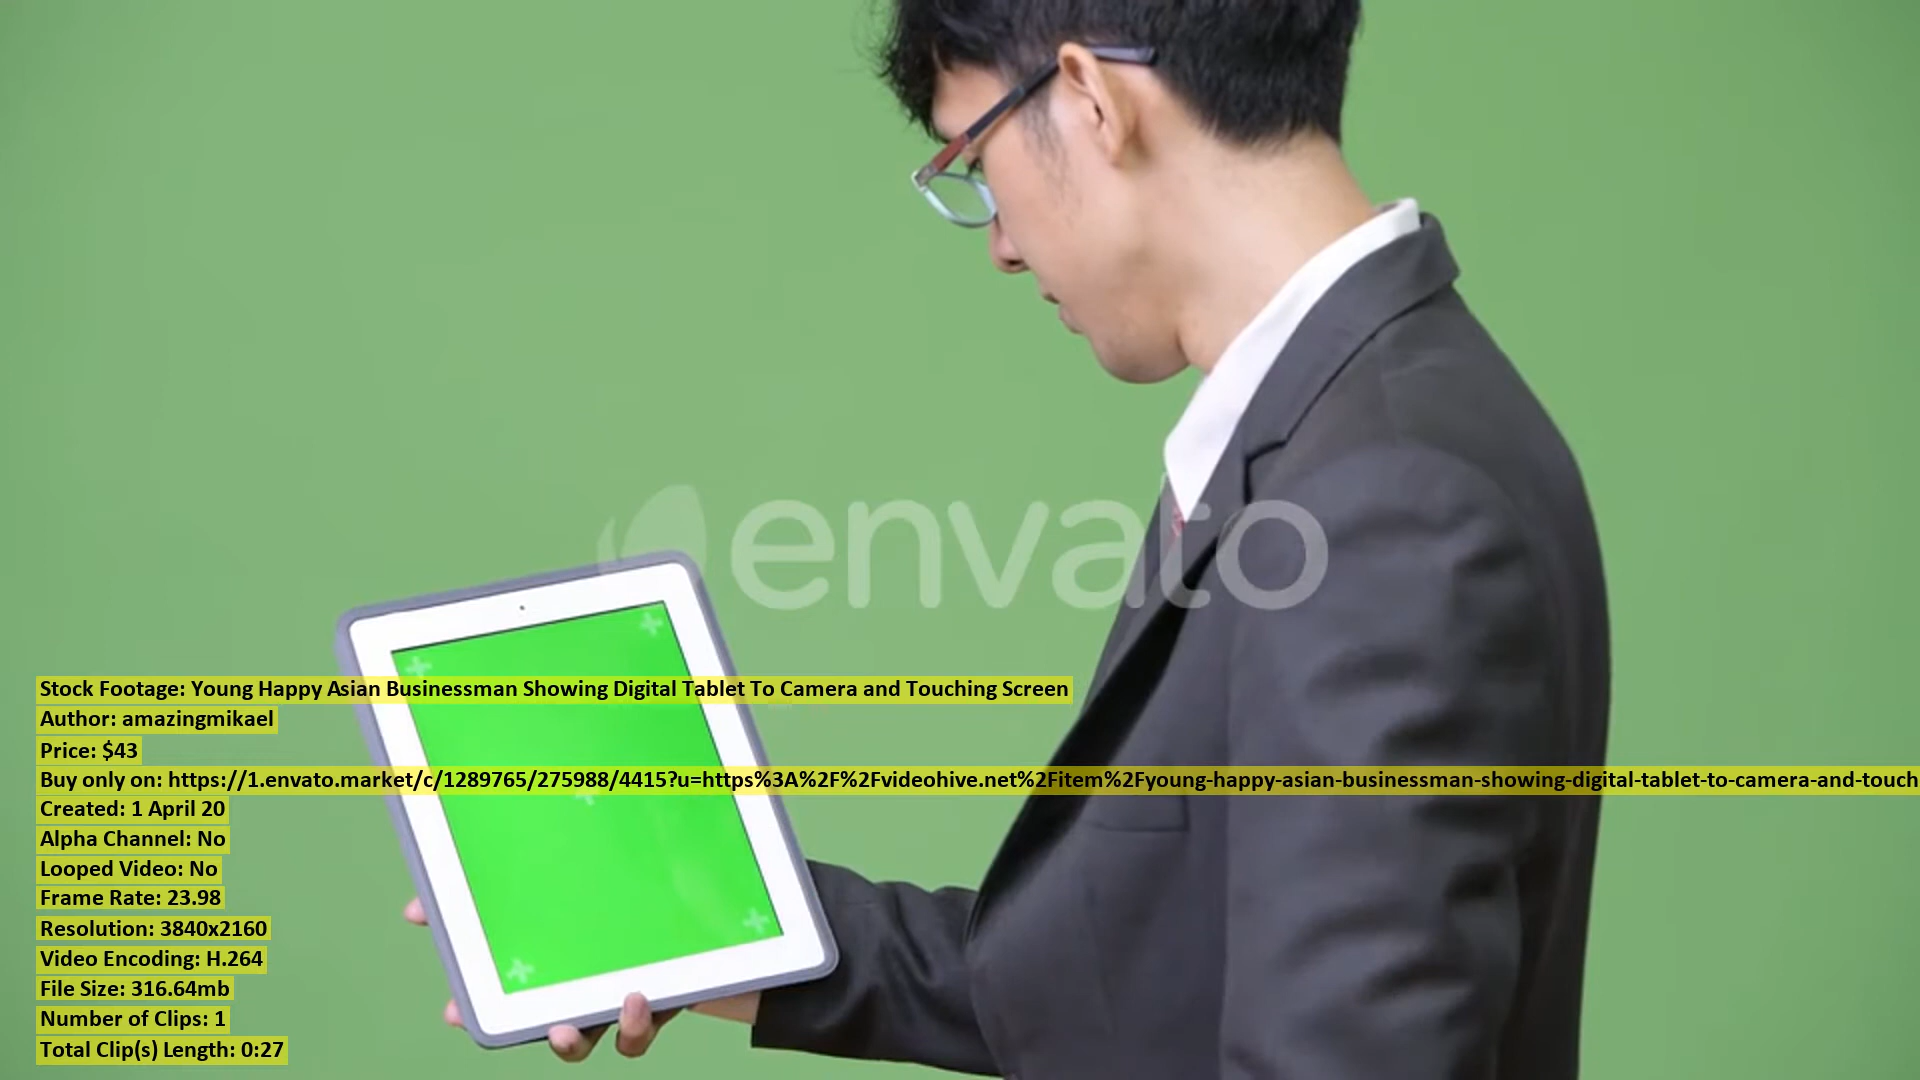 envato
Stock Footage: Young Happy Asian Businessman Showing Digital Tablet To Camera and Touching Screen
Author: amazingmikael
Price: $43
Buy only on: https://1.envato.market/c/1289765/275988/4415?u=https%3A%2F%2Fvideohive.net%2Fitem%2Fyoung-happy-asian-businessman-showing-digital-tablet-to-camera-and-touch
Created: 1 April 20
Alpha Channel: No
Looped Video: No
Frame Rate: 23.98
Resolution: 3840x2160
Video Encoding: H.264
File Size: 316.64mb
Number of Clips: 1
Total Clip(s) Length: 0:27